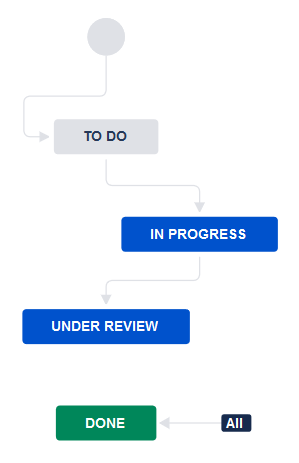 TO DO
IN PROGRESS
UNDER REVIEW
DONE
All